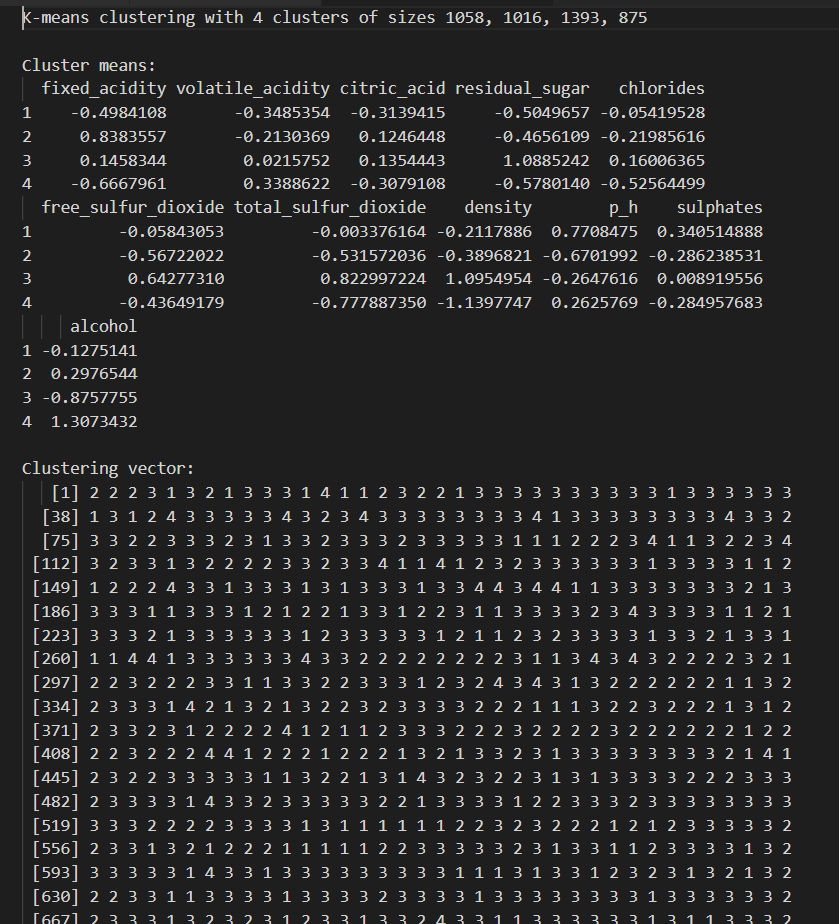 K-means clustering with 4 clusters of sizes 1058, 1016, 1393, 875
Cluster means:
fixed_acidity volatile_acidity citric_acid residual_sugar chlorides
1 -0.4984108 -0.3485354 -0.3139415 -0.5049657 -0.05419528
2 0.8383557 -0.2130369 0.1246448 -0.4656109 -0.21985616
3 0.1458344 0.0215752 0.1354443 1.0885242 0.16006365
4 -0.6667961 0.3388622 -0.3079108 -0.5780140 -0.52564499
free_sulfur_dioxide total_sulfur_dioxide density p_h sulphates
1 -0.05843053 -0.003376164 -0.2117886 0.7708475 0.340514888
2 -0.56722022 -0.531572036 -0.3896821 -0.6701992 -0.286238531
3 0.64277310 0.822997224 1.0954954 -0.2647616 0.008919556
4 -0.43649179 -0.777887350 -1.1394747 0.2625769 -0.284957683
alcohol
1 -0.1275141
2 0.2976544
3 -0.8757755
4 1.3073432
Clustering vector:
[1] 2 2 2 3 1 3 2 1 3 3 3 1 4 1 1 2 3 2 2 1 3 3 3 3 3 3 3 3 3 3 1 3 3 3 3 3 3
[38] 1 3 1 2 4 3 3 3 3 3 4 3 2 3 4 3 3 3 3 3 3 3 3 4 1 3 3 3 3 3 3 3 3 4 3 3 2
[75] 3 3 2 2 3 3 3 2 3 1 3 3 2 3 3 3 2 3 3 3 3 3 1 1 1 2 2 2 3 4 1 1 3 2 2 3 4
[112] 3 2 3 3 1 3 2 2 2 2 3 3 2 3 3 4 1 1 4 1 2 3 2 3 3 3 3 3 3 1 3 3 3 3 1 1 2
[149] 1 2 2 2 4 3 3 1 3 3 3 1 3 1 3 3 3 1 3 3 4 4 3 4 4 1 1 3 3 3 3 3 3 3 2 1 3
[186] 3 3 3 1 1 3 3 3 1 2 1 2 2 1 3 3 1 2 2 3 1 1 3 3 3 3 2 3 4 3 3 3 3 1 1 2 1
[223] 3 3 3 2 1 3 3 3 3 3 3 1 2 3 3 3 3 3 1 2 1 1 2 3 2 3 3 3 3 1 3 3 2 1 3 3 1
[260] 1 1 4 4 1 3 3 3 3 3 3 4 3 3 2 2 2 2 2 2 2 2 3 1 1 3 4 3 4 3 2 2 2 2 3 2 1
[297] 2 2 3 2 2 2 3 3 1 1 3 3 2 2 3 3 3 1 2 3 2 4 3 4 3 1 3 2 2 2 2 2 2 1 1 3 2
[334] 2 3 3 3 1 4 2 1 3 2 1 3 2 2 3 2 3 3 3 3 2 2 2 1 1 1 3 2 2 3 2 2 2 1 3 1 2
[371] 2 3 3 2 3 1 2 2 2 2 4 1 2 1 1 2 3 3 3 2 2 2 3 2 2 2 2 3 2 2 2 2 2 2 1 2 2
[408] 2 2 3 2 2 2 4 4 1 2 2 2 1 2 2 2 1 3 2 1 3 3 2 3 1 3 3 3 3 3 3 3 3 2 1 4 1
[445] 2 3 2 2 3 3 3 3 3 1 1 3 2 2 1 3 1 4 3 2 3 2 2 3 1 3 1 3 3 3 3 2 2 2 3 3 3
[482] 2 3 3 3 3 1 4 3 3 2 3 3 3 3 3 2 2 1 3 3 3 3 1 2 2 3 3 3 2 3 3 3 3 3 3 3 3
[519] 3 3 3 2 2 2 2 3 3 3 3 1 3 1 1 1 1 1 1 2 2 3 2 3 2 2 2 1 2 1 2 3 3 3 3 3 2
[556] 2 3 3 1 3 2 1 2 2 2 1 1 1 1 1 2 2 3 3 3 3 3 2 3 1 3 3 1 1 2 3 3 3 3 1 3 2
[593] 3 3 3 3 3 1 4 3 3 1 3 3 3 3 3 3 3 3 3 3 1 1 1 3 1 3 3 1 2 3 2 3 1 3 2 1 3 2
[630] 2 2 3 3 1 1 3 3 3 3 1 3 3 3 3 2 3 3 3 3 1 3 3 3 3 3 3 3 3 1 3 3 3 3 3 3 2
[667] 2 3 3 3 1 3 2 3 2 3 1 2 3 3 1 3 3 2 4 3 3 1 1 3 3 3 3 3 3 1 3 1 1 3 3 3 2